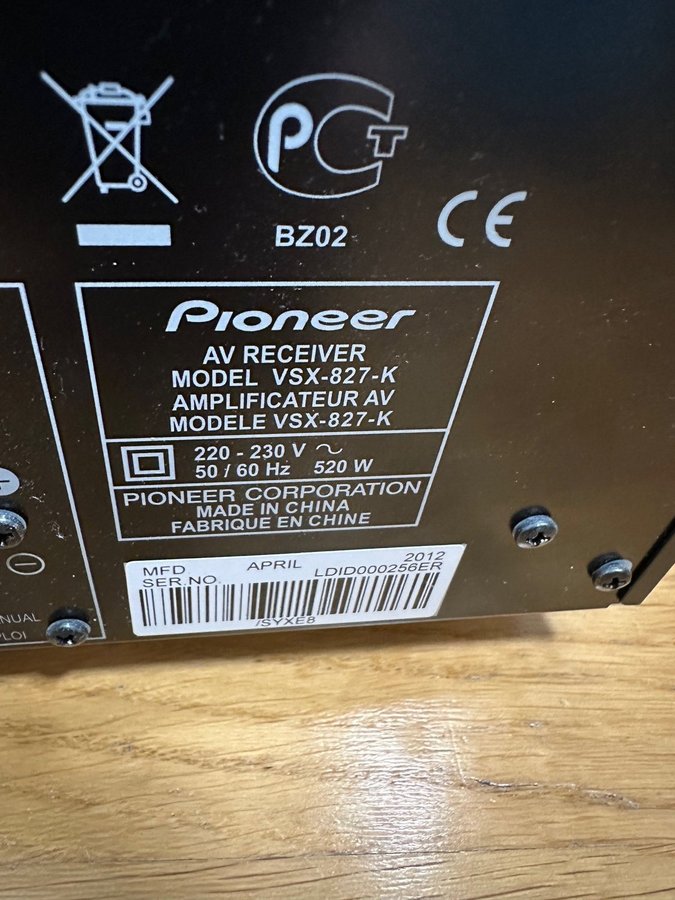 BZ02
CE
Pioneer
AV RECEIVER
MODEL VSX-827-K
AMPLIFICATEUR AV
MODELE VSX-827-K
220 - 230 V ~
50 / 60 Hz 520 W
PIONEER CORPORATION
MADE IN CHINA
FABRIQUE EN CHINE
MFD APRIL 2012
SER.NO. LDID000256ER
/SYXE8